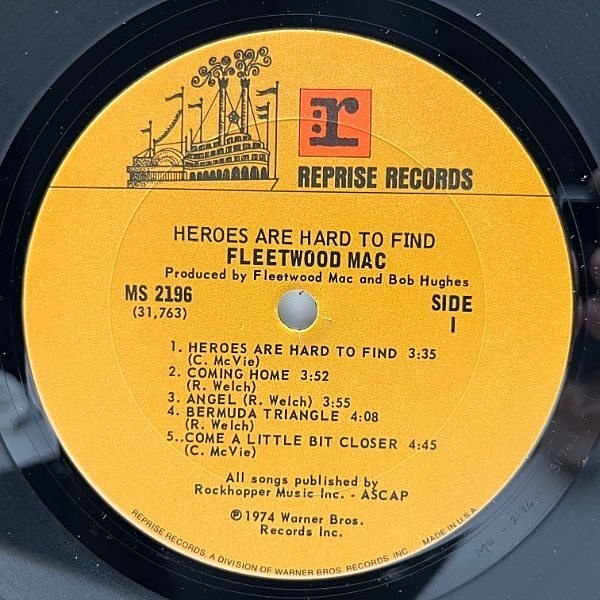 r
REPRISE RECORDS
HEROES ARE HARD TO FIND
FLEETWOOD MAC
Produced by Fleetwood Mac and Bob Hughes
MS 2196
(31,763)
SIDE
1
1. HEROES ARE HARD TO FIND 3:35
(C. McVie)
2. COMING HOME 3:52
(R. Welch)
3. ANGEL (R. Welch) 3:55
4. BERMUDA TRIANGLE 4:08
(R. Welch)
5..COME A LITTLE BIT CLOSER 4:45
(C. McVie)
All songs published by
Rockhopper Music Inc. - ASCAP
℗1974 Warner Bros.
Records Inc.
REPRISE RECORDS, A DIVISION OF WARNER BROS. RECORDS, INC. MADE IN U.S.A.